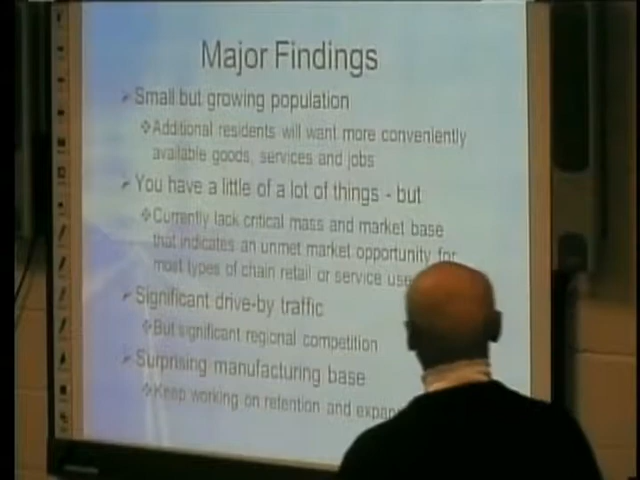 Major Findings
Small but growing population
Additional residents will want more conveniently
available goods, services and jobs
You have a little of a lot of things - but
Currently lack critical mass and market base
that indicates an unmet market opportunity for
most types of chain retail or service
Significant drive-by traffic
But significant regional competition
Surprising manufacturing base
Keep working on retention and